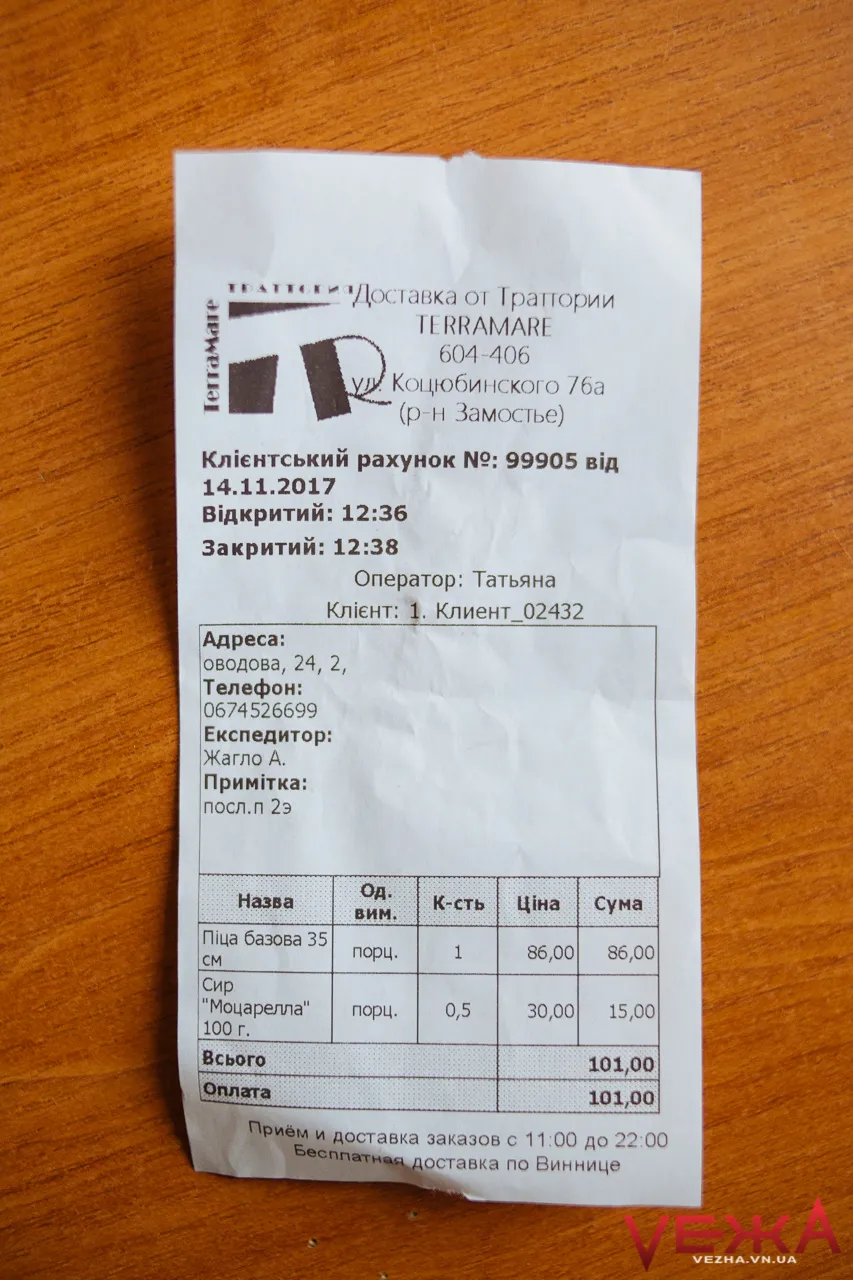 ТРАТТОРИЯ
TerraMare
Доставка от Траттории
TERRAMARE
604-406
ул. Коцюбинского 76а
(р-н Замостье)
Клієнтський рахунок №: 99905 від
14.11.2017
Відкритий: 12:36
Закритий: 12:38
Оператор: Татьяна
Клієнт: 1. Клиент_02432
Адреса:
оводова, 24, 2,
Телефон:
0674526699
Експедитор:
Жагло А.
Примітка:
посл.п 2э
Назва Од. вим. К-сть Ціна Сума
Піца базова 35 см порц. 1 86,00 86,00
Сир "Моцарелла" 100 г. порц. 0,5 30,00 15,00
Всього 101,00
Оплата 101,00
Приём и доставка заказов с 11:00 до 22:00
Бесплатная доставка по Виннице
VЕЖА
VEZHA.VN.UA